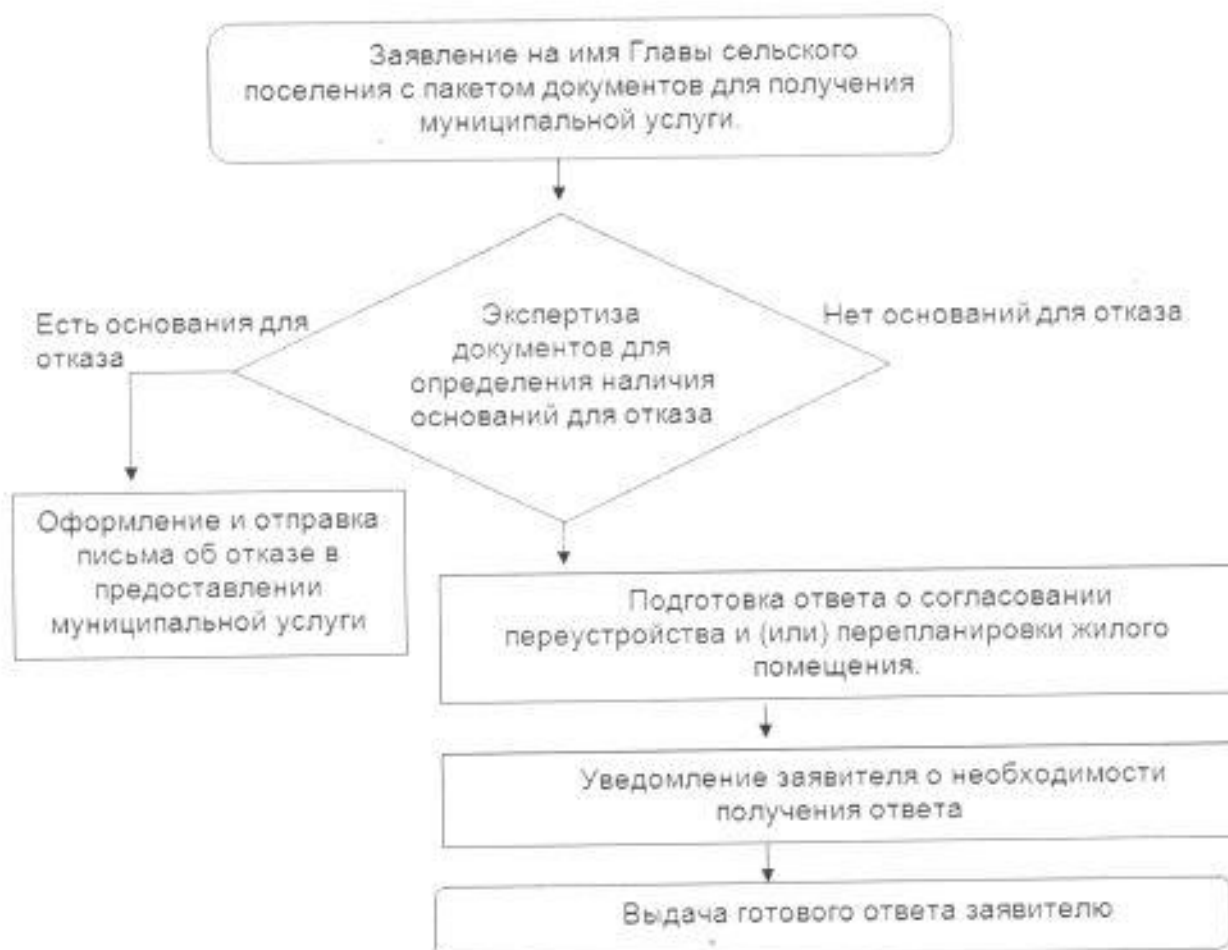 Заявление на имя Главы сельского
поселения с пакетом документов для получения
муниципальной услуги.
Есть основания для
отказа
Экспертиза
документов для
определения наличия
оснований для отказа
Нет оснований для отказа
Оформление и отправка
письма об отказе в
предоставлении
муниципальной услуги
Подготовка ответа о согласовании
переустройства и (или) перепланировки жилого
помещения.
Уведомление заявителя о необходимости
получения ответа
Выдача готового ответа заявителю